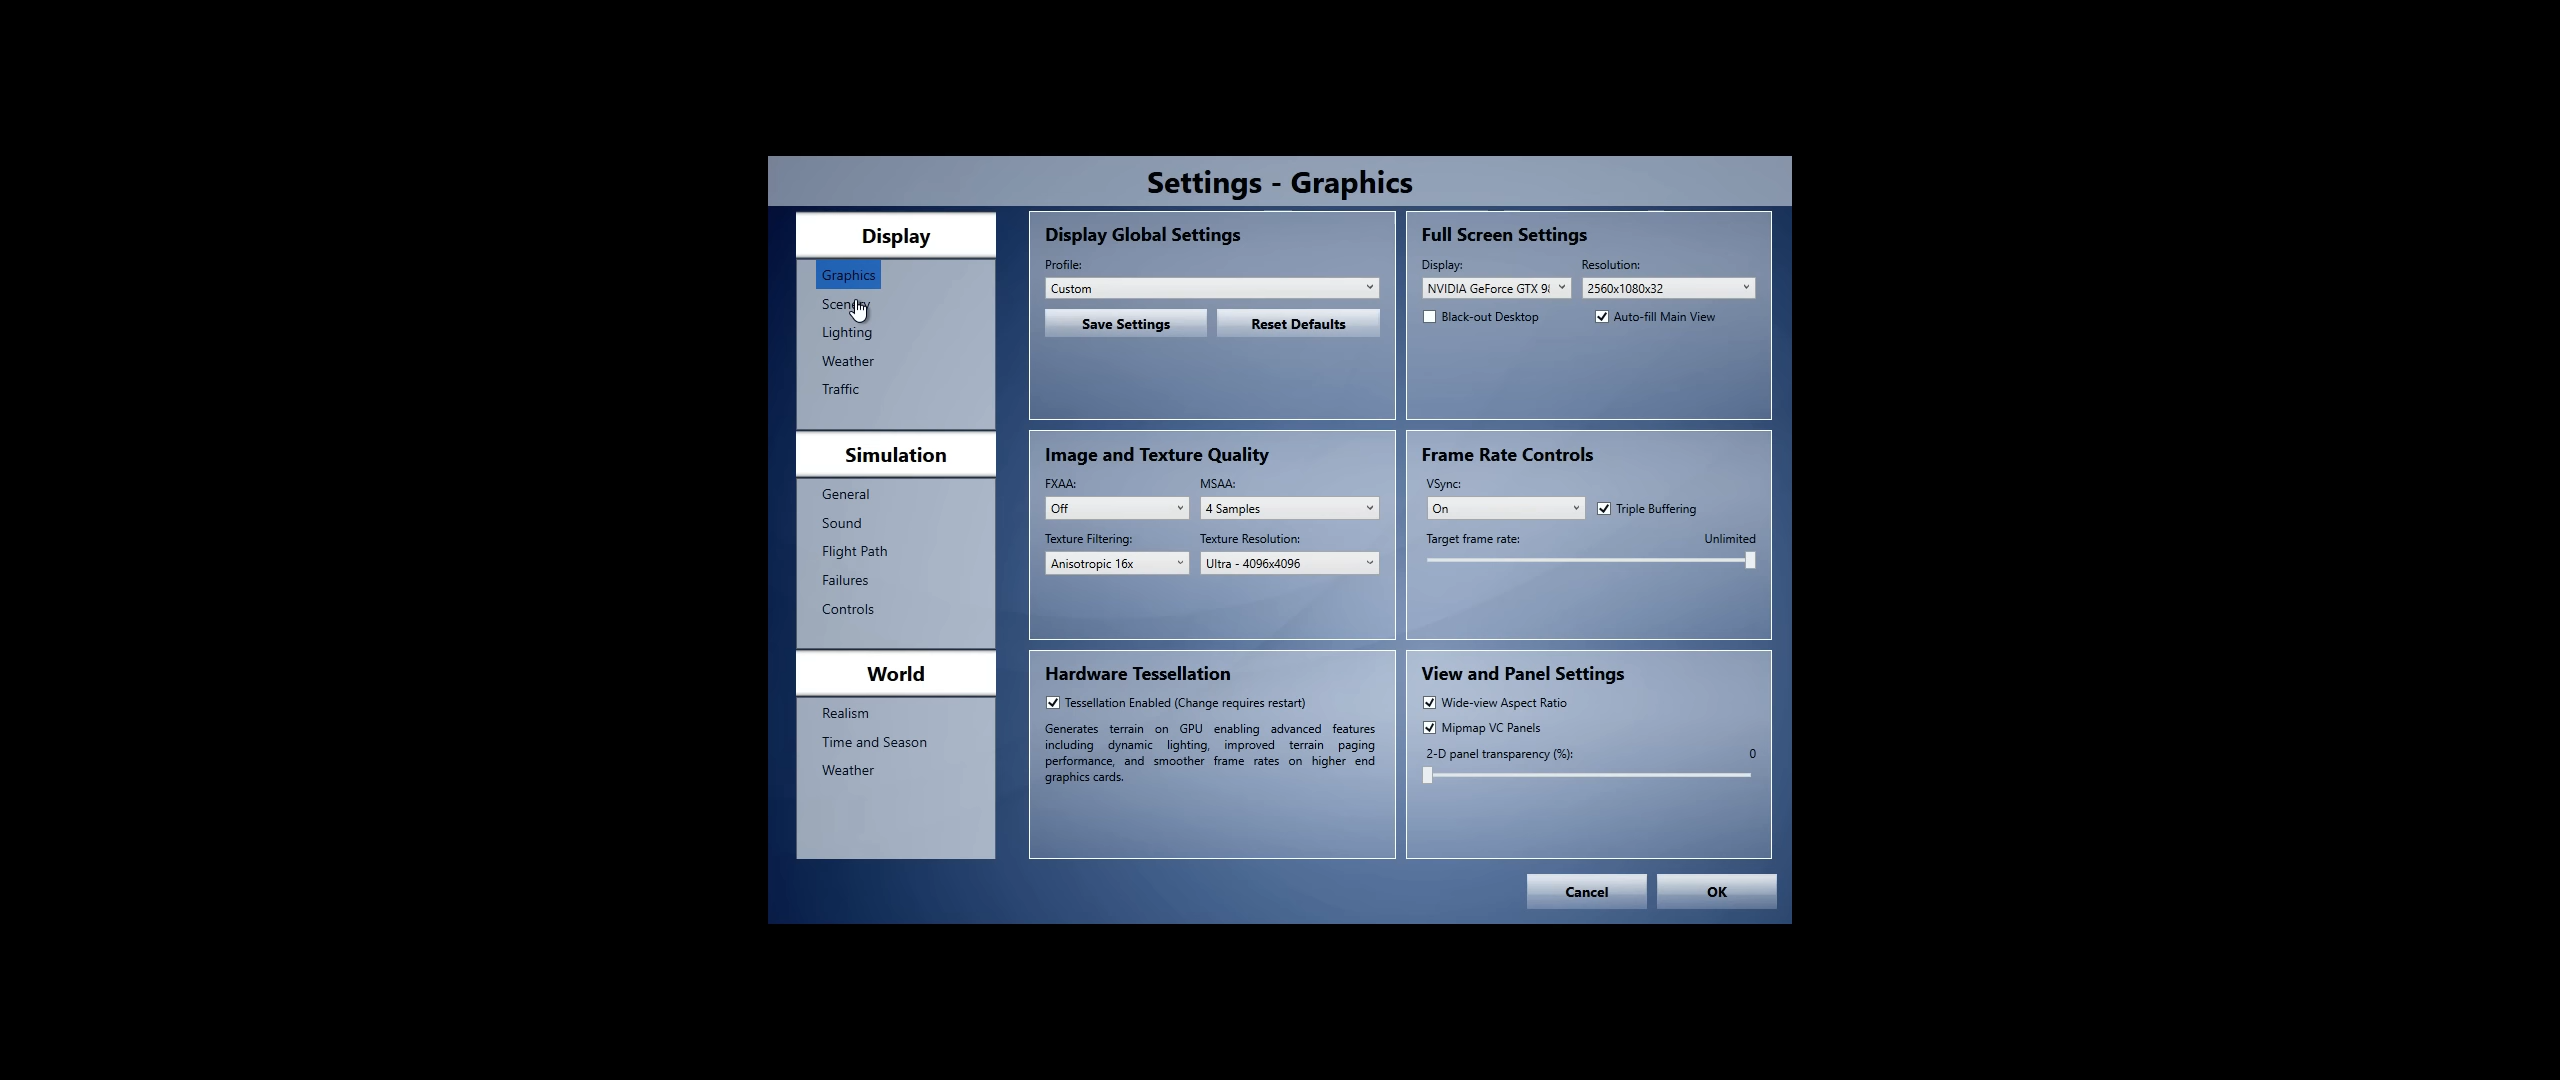 Settings - Graphics
Display
Graphics
Scenery
Lighting
Weather
Traffic
Simulation
General
Sound
Flight Path
Failures
Controls
World
Realism
Time and Season
Weather
Display Global Settings
Profile:
Custom
Save Settings Reset Defaults
Full Screen Settings
Display: Resolution:
NVIDIA GeForce GTX 2560x1080x32
Black-out Desktop Auto-fill Main View
Image and Texture Quality
FXAA: MSAA:
Off 4 Samples
Texture Filtering: Texture Resolution:
Anisotropic 16x Ultra - 4096x4096
Frame Rate Controls
VSync:
On Triple Buffering
Target frame rate: Unlimited
Hardware Tessellation
Tessellation Enabled (Change requires restart)
Generates terrain on GPU enabling advanced features
including dynamic lighting, improved terrain paging
performance, and smoother frame rates on higher end
graphics cards.
View and Panel Settings
Wide-view Aspect Ratio
Mipmap VC Panels
2-D panel transparency (%): 0
Cancel OK